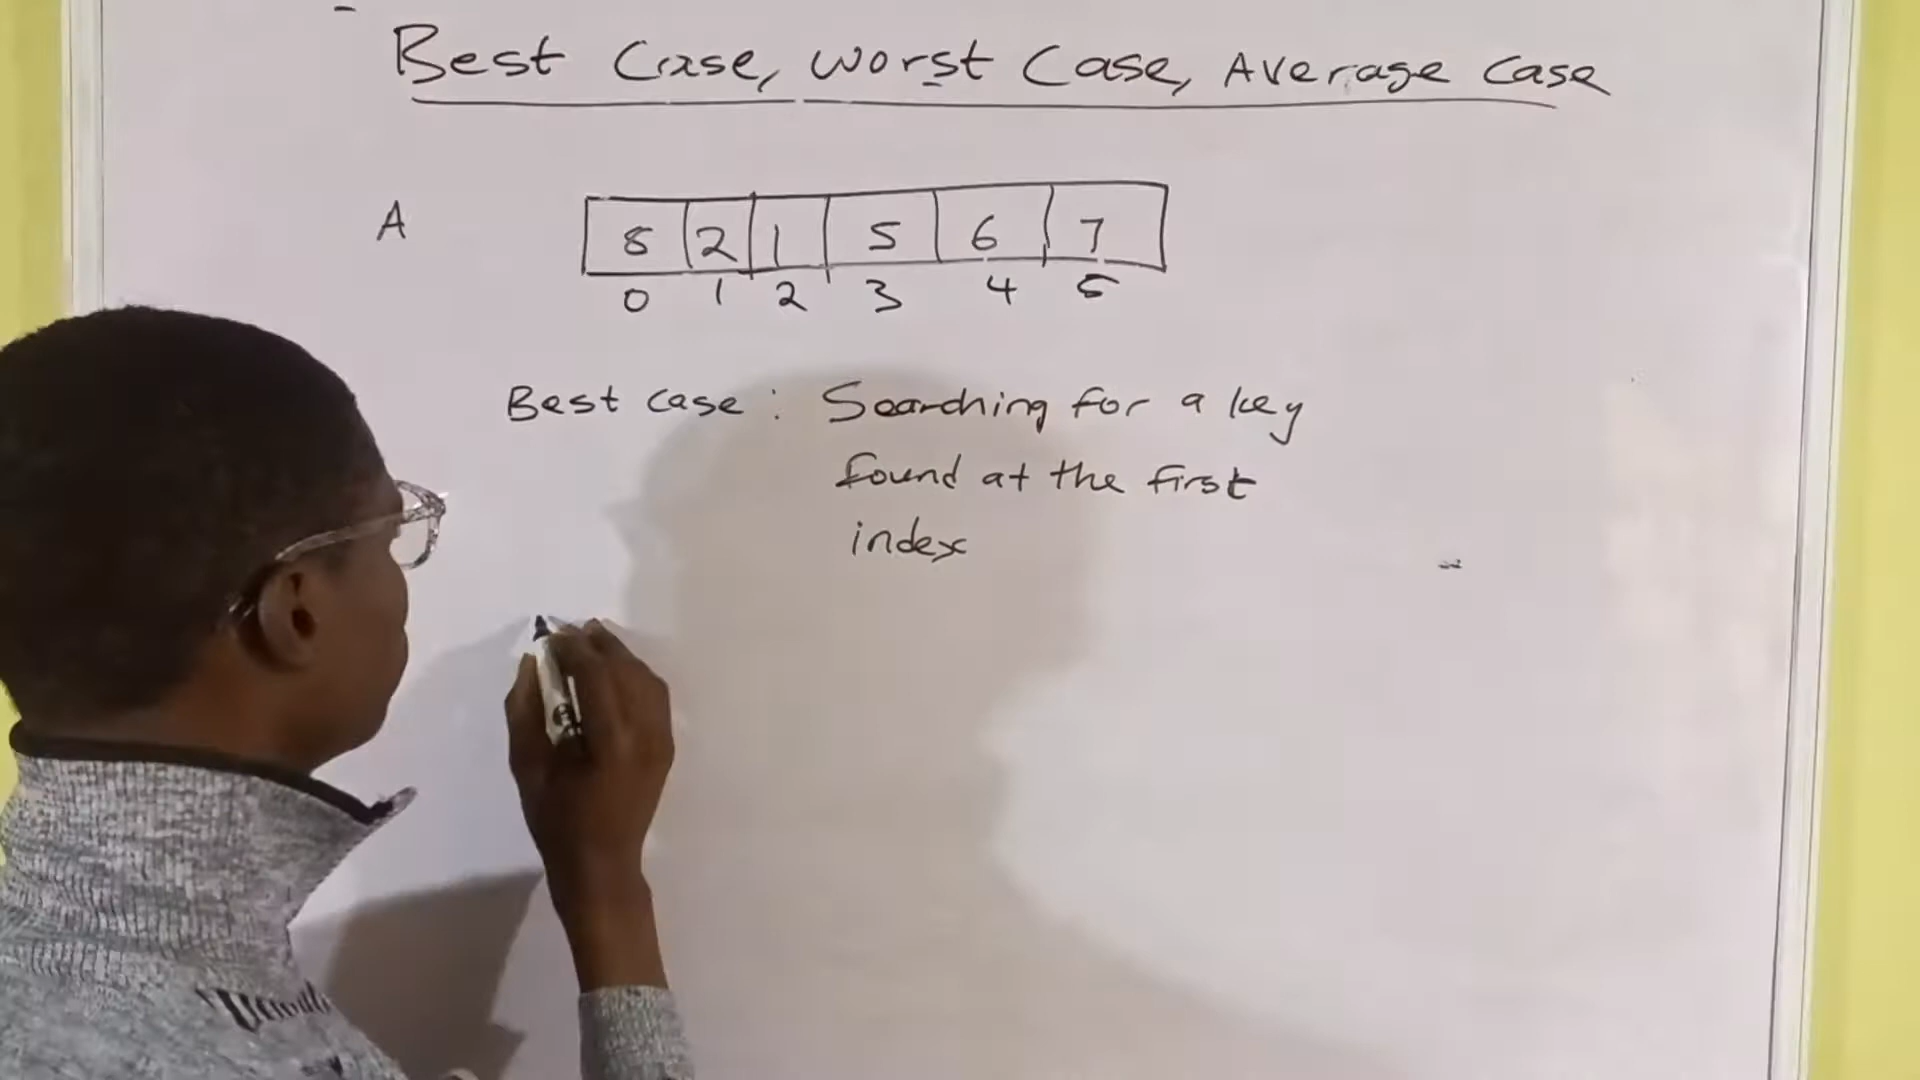 Best Case, Worst Case, Average Case
A
8 2 1 5 6 7
0 1 2 3 4 5
Best case : Searching for a key
found at the first
index